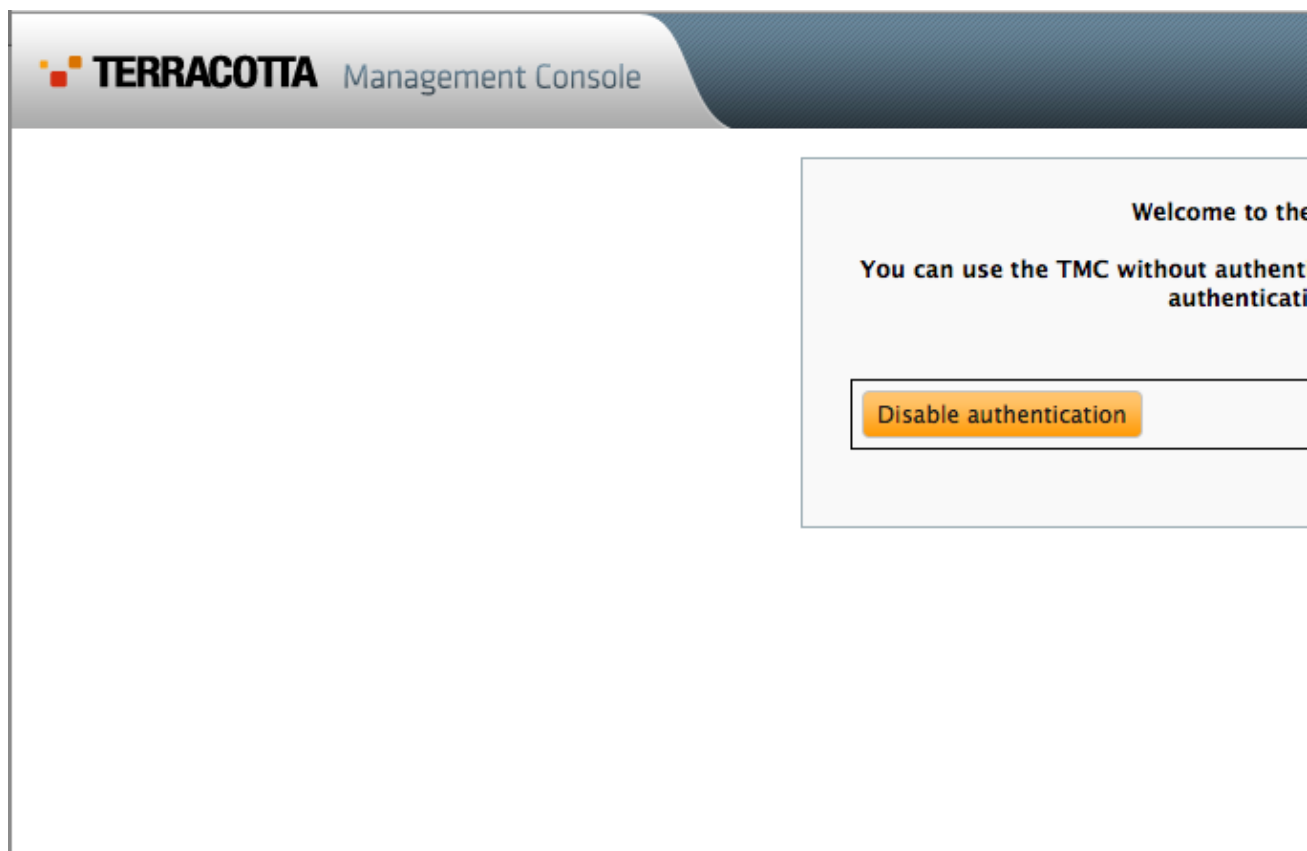 TERRACOTTA Management Console
Welcome to the
You can use the TMC without authent
authenticati
Disable authentication